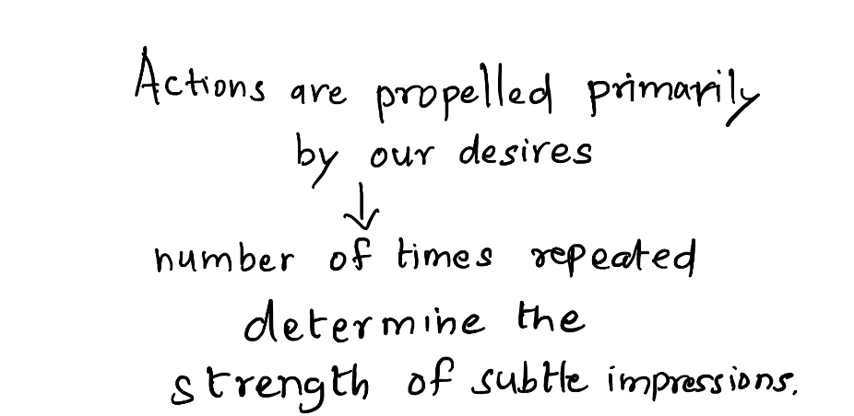 Actions are propelled primarily
by our desires
↓
number of times repeated
determine the
strength of subtle impressions.